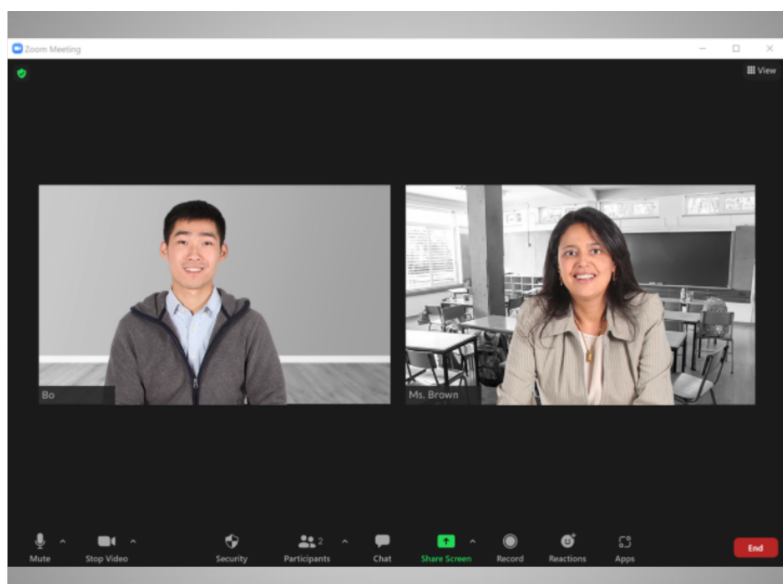 Zoom Meeting
View
Bo
Ms. Brown
Mute
Stop Video
Security
2
Participants
Chat
Share Screen
Record
Reactions
Apps
End